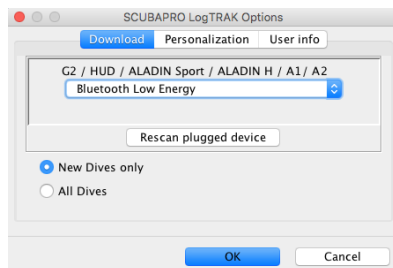 SCUBAPRO LogTRAK Options
Download Personalization User info
G2 / HUD / ALADIN Sport / ALADIN H / A1/ A2
Bluetooth Low Energy
Rescan plugged device
New Dives only
All Dives
OK Cancel